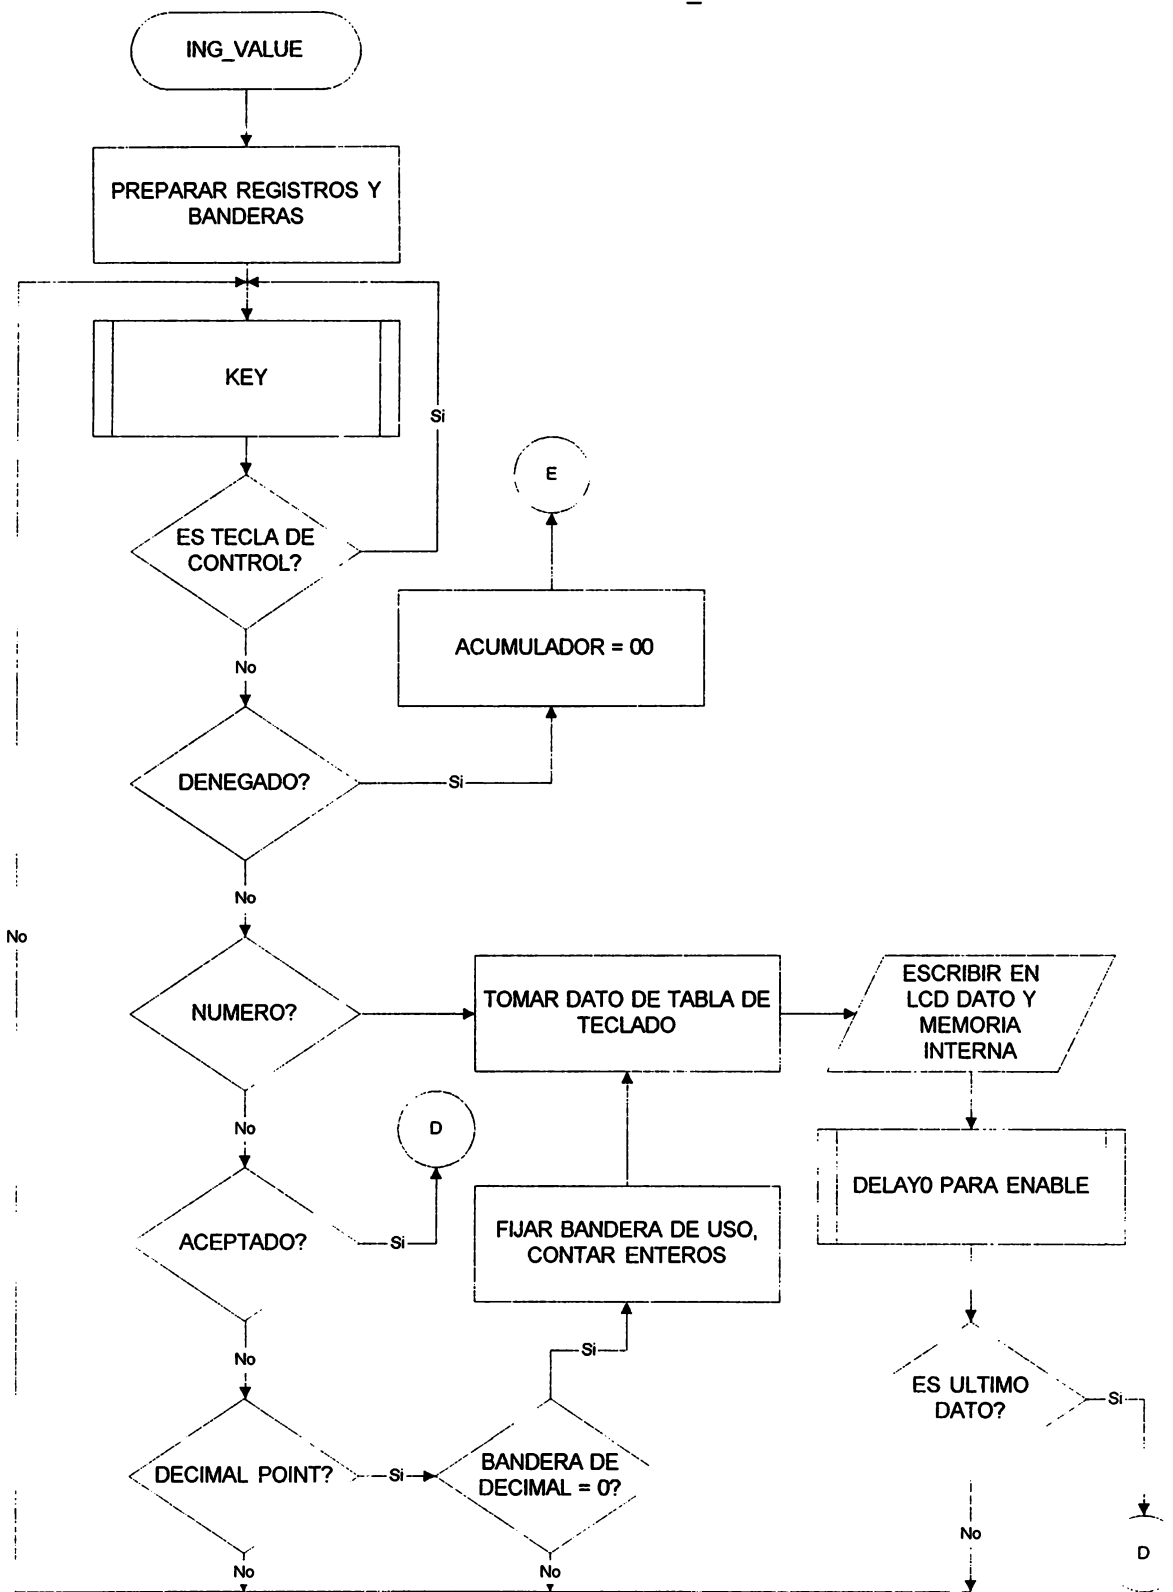 ING_VALUE
PREPARAR REGISTROS Y
BANDERAS
KEY
Si
E
ES TECLA DE
CONTROL?
ACUMULADOR = 00
No
DENEGADO?
Si
No
No
NUMERO?
TOMAR DATO DE TABLA DE
TECLADO
ESCRIBIR EN
LCD DATO Y
MEMORIA
INTERNA
No
D
ACEPTADO?
Si
FIJAR BANDERA DE USO,
CONTAR ENTEROS
DELAY0 PARA ENABLE
No
Si
ES ULTIMO
DATO?
Si
DECIMAL POINT?
Si
BANDERA DE
DECIMAL = 0?
No
D
No
No